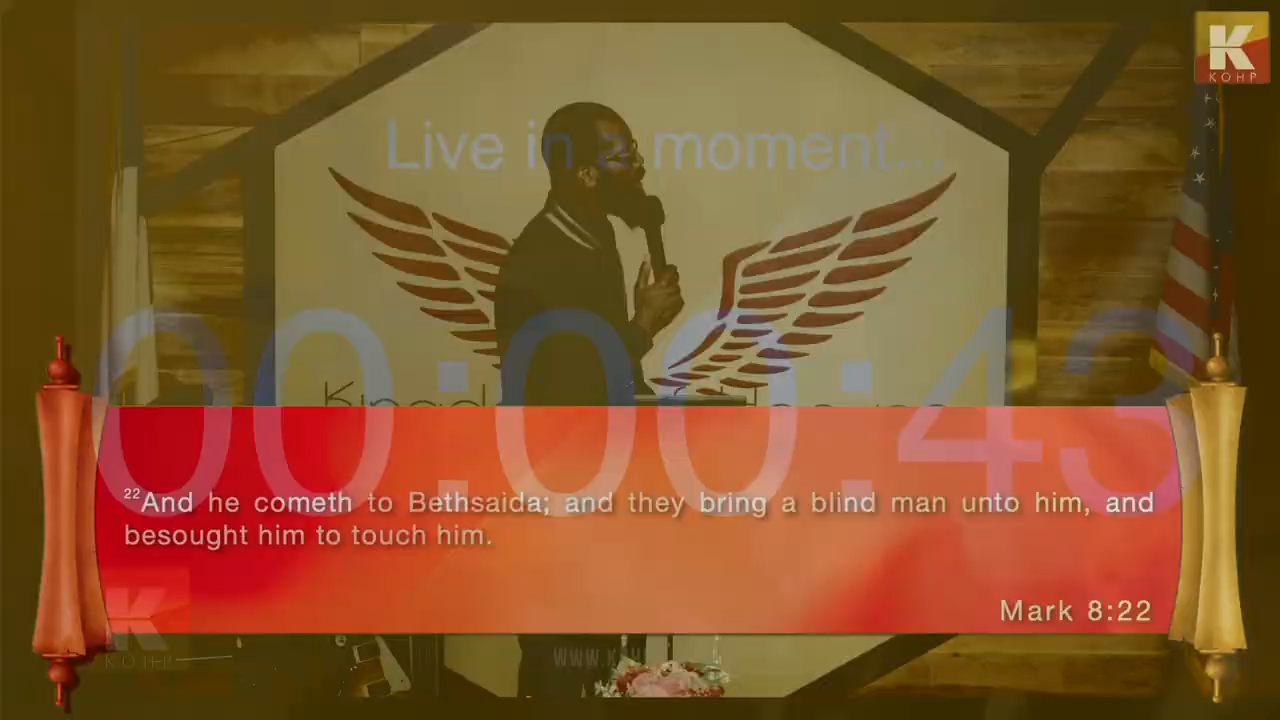 K
KOHP
Live in a moment...
00:00:43
22And he cometh to Bethsaida; and they bring a blind man unto him, and
besought him to touch him.
Mark 8:22
K
KOHP